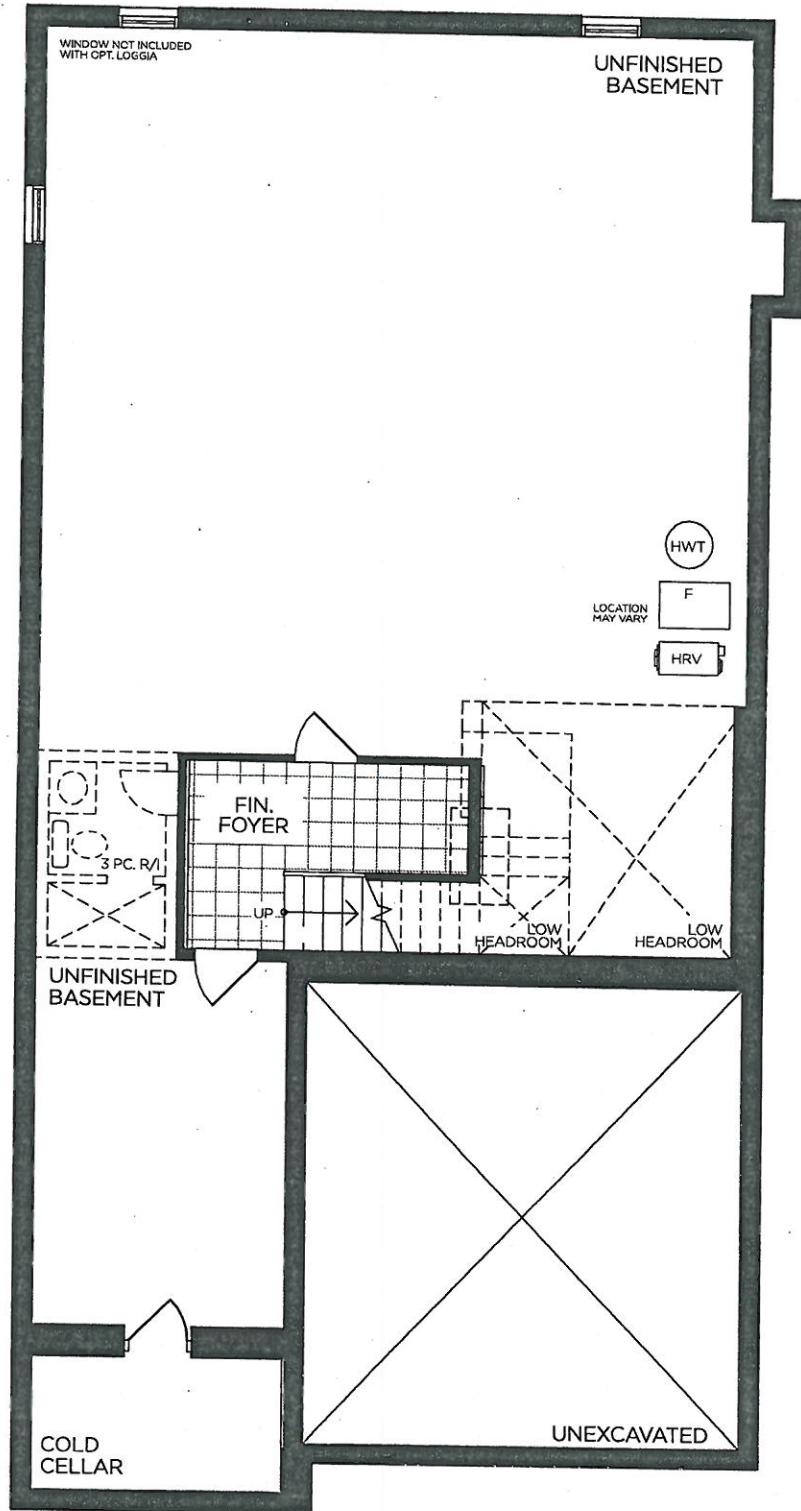 WINDOW NOT INCLUDED
WITH OPT. LOGGIA
UNFINISHED
BASEMENT
HWT
F
LOCATION
MAY VARY
HRV
FIN.
FOYER
3 PC. R/I
UP
LOW
HEADROOM
LOW
HEADROOM
UNFINISHED
BASEMENT
COLD
CELLAR
UNEXCAVATED